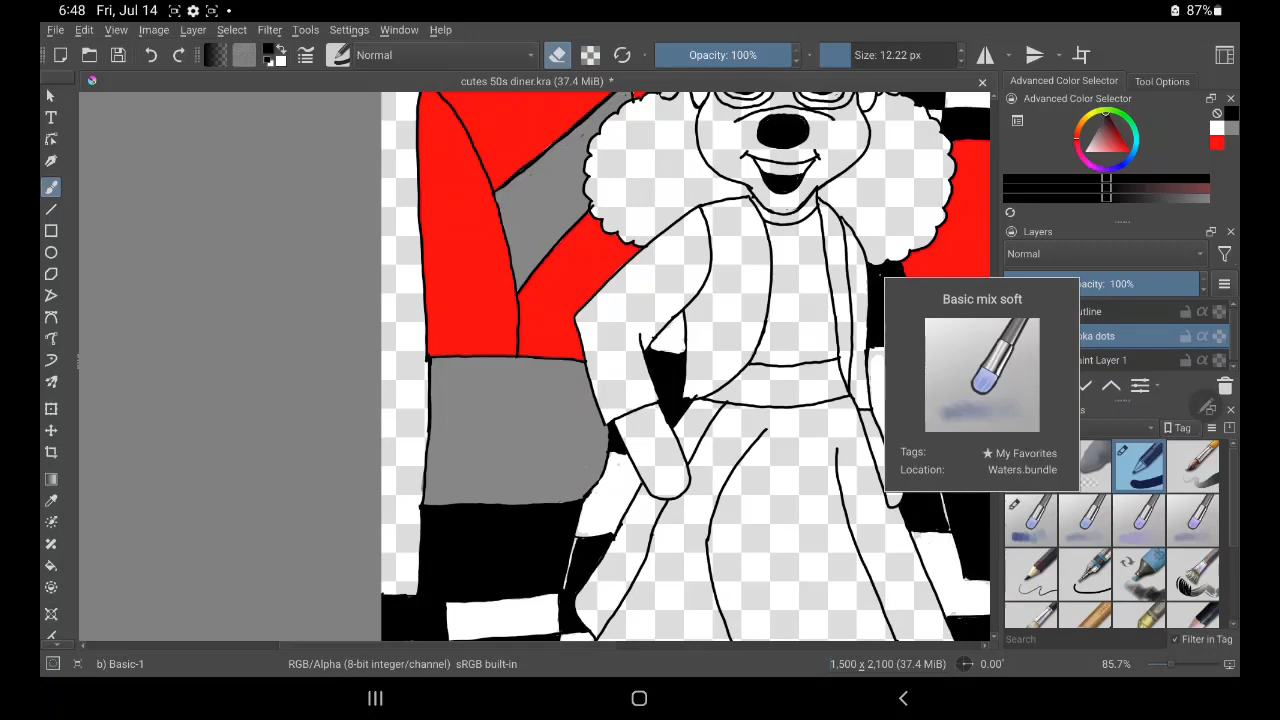 6:48 Fri, Jul 14
87%
File Edit View Image Layer Select Filter Tools Settings Window Help
Normal
Opacity: 100%
Size: 12.22 px
cutes 50s diner.kra (37.4 MiB) *
Advanced Color Selector
Tool Options
Advanced Color Selector
Layers
Normal
pacity: 100%
Basic mix soft
utline
nka dots
aint Layer 1
s
Tag
Tags: ★ My Favorites
Location: Waters.bundle
Search
Filter in Tag
b) Basic-1
RGB/Alpha (8-bit integer/channel) sRGB built-in
1,500 x 2,100 (37.4 MiB)
0.00°
85.7%